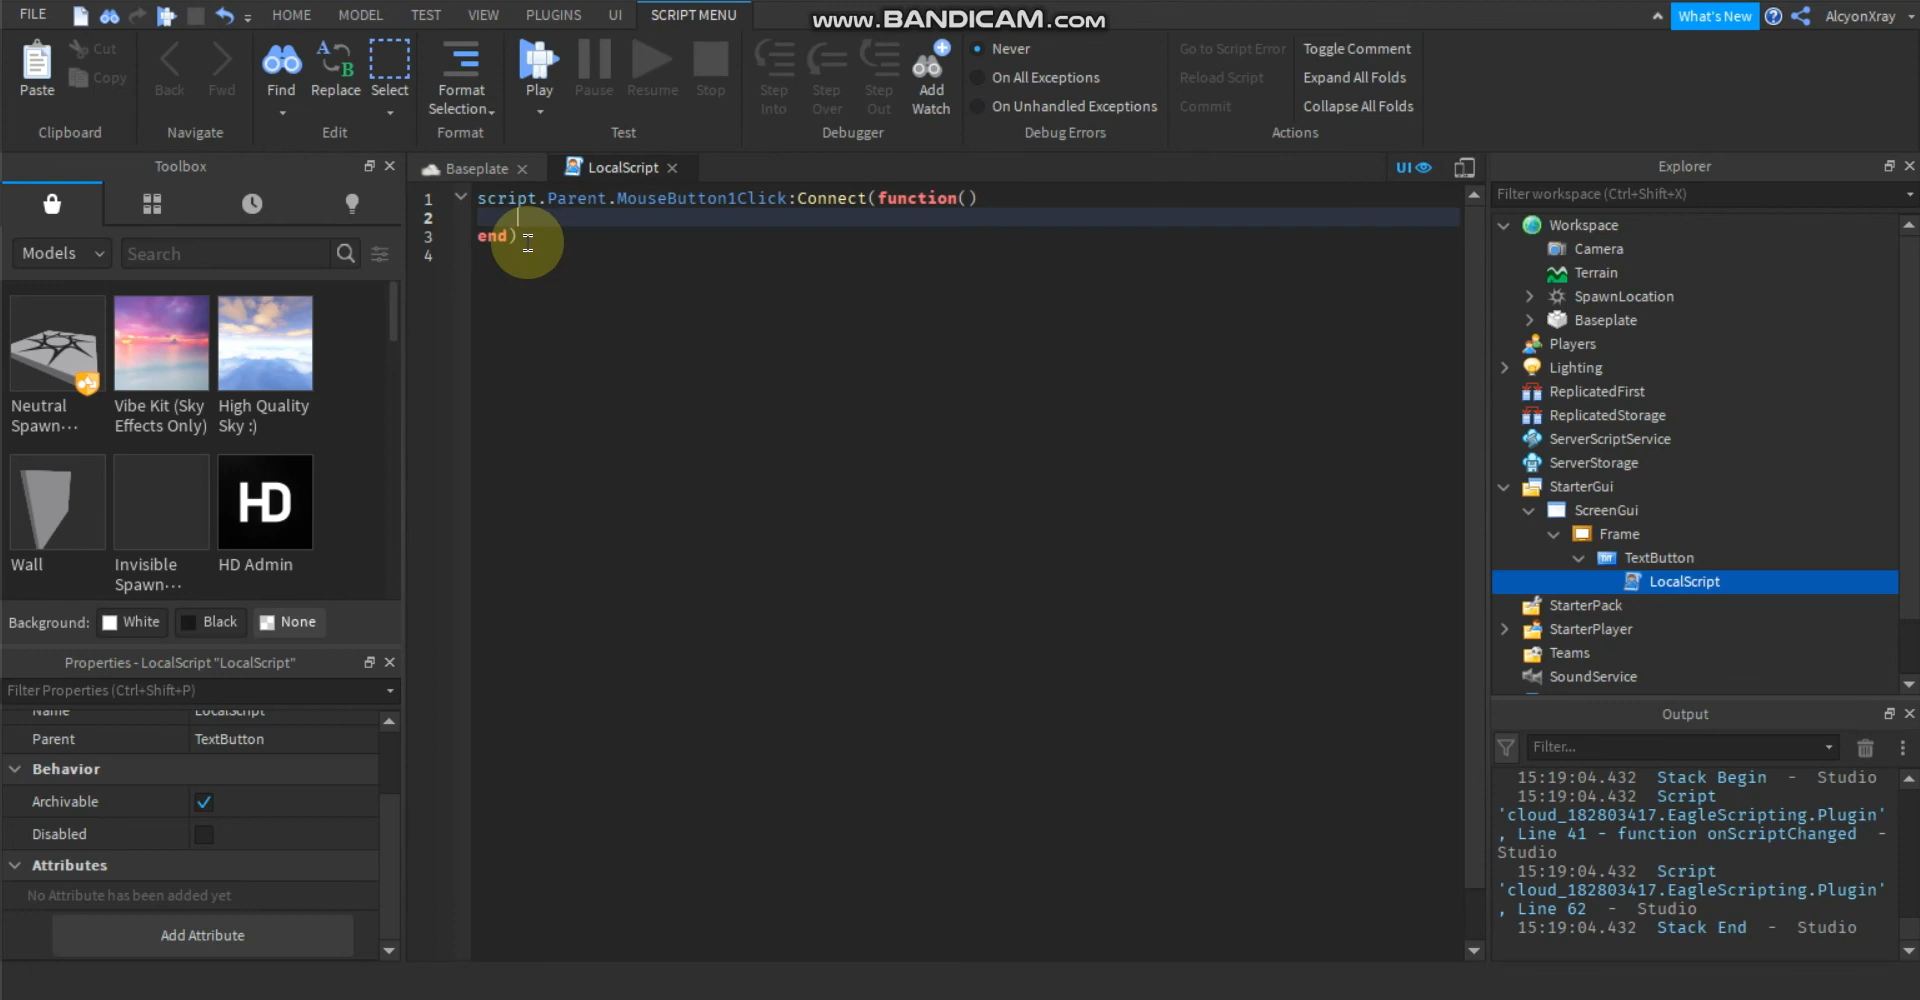 FILE
HOME
MODEL
TEST
VIEW
PLUGINS
UI
SCRIPT MENU
www.BANDICAM.com
What's New
AlcyonXray
Paste
Cut
Copy
Clipboard
Back
Fwd
Navigate
Find
Replace
Select
Edit
Format
Selection
Format
Play
Pause
Resume
Stop
Test
Step
Into
Step
Over
Step
Out
Add
Watch
Debugger
Never
On All Exceptions
On Unhandled Exceptions
Debug Errors
Go to Script Error
Reload Script
Commit
Toggle Comment
Expand All Folds
Collapse All Folds
Actions
Toolbox
Models
Search
Neutral
Spawn···
Vibe Kit (Sky
Effects Only)
High Quality
Sky :)
Wall
Invisible
Spawn···
HD
HD Admin
Background:
White
Black
None
Properties - LocalScript "LocalScript"
Filter Properties (Ctrl+Shift+P)
Name LocalScript
Parent TextButton
Behavior
Archivable
Disabled
Attributes
No Attribute has been added yet
Add Attribute
Baseplate
LocalScript
UI
1 script.Parent.MouseButton1Click:Connect(function()
2
3 end)
4
Explorer
Filter workspace (Ctrl+Shift+X)
Workspace
Camera
Terrain
SpawnLocation
Baseplate
Players
Lighting
ReplicatedFirst
ReplicatedStorage
ServerScriptService
ServerStorage
StarterGui
ScreenGui
Frame
TXT TextButton
LocalScript
StarterPack
StarterPlayer
Teams
SoundService
Output
Filter...
15:19:04.432 Stack Begin - Studio
15:19:04.432 Script
'cloud_182803417.EagleScripting.Plugin'
, Line 41 - function onScriptChanged -
Studio
15:19:04.432 Script
'cloud_182803417.EagleScripting.Plugin'
, Line 62 - Studio
15:19:04.432 Stack End - Studio